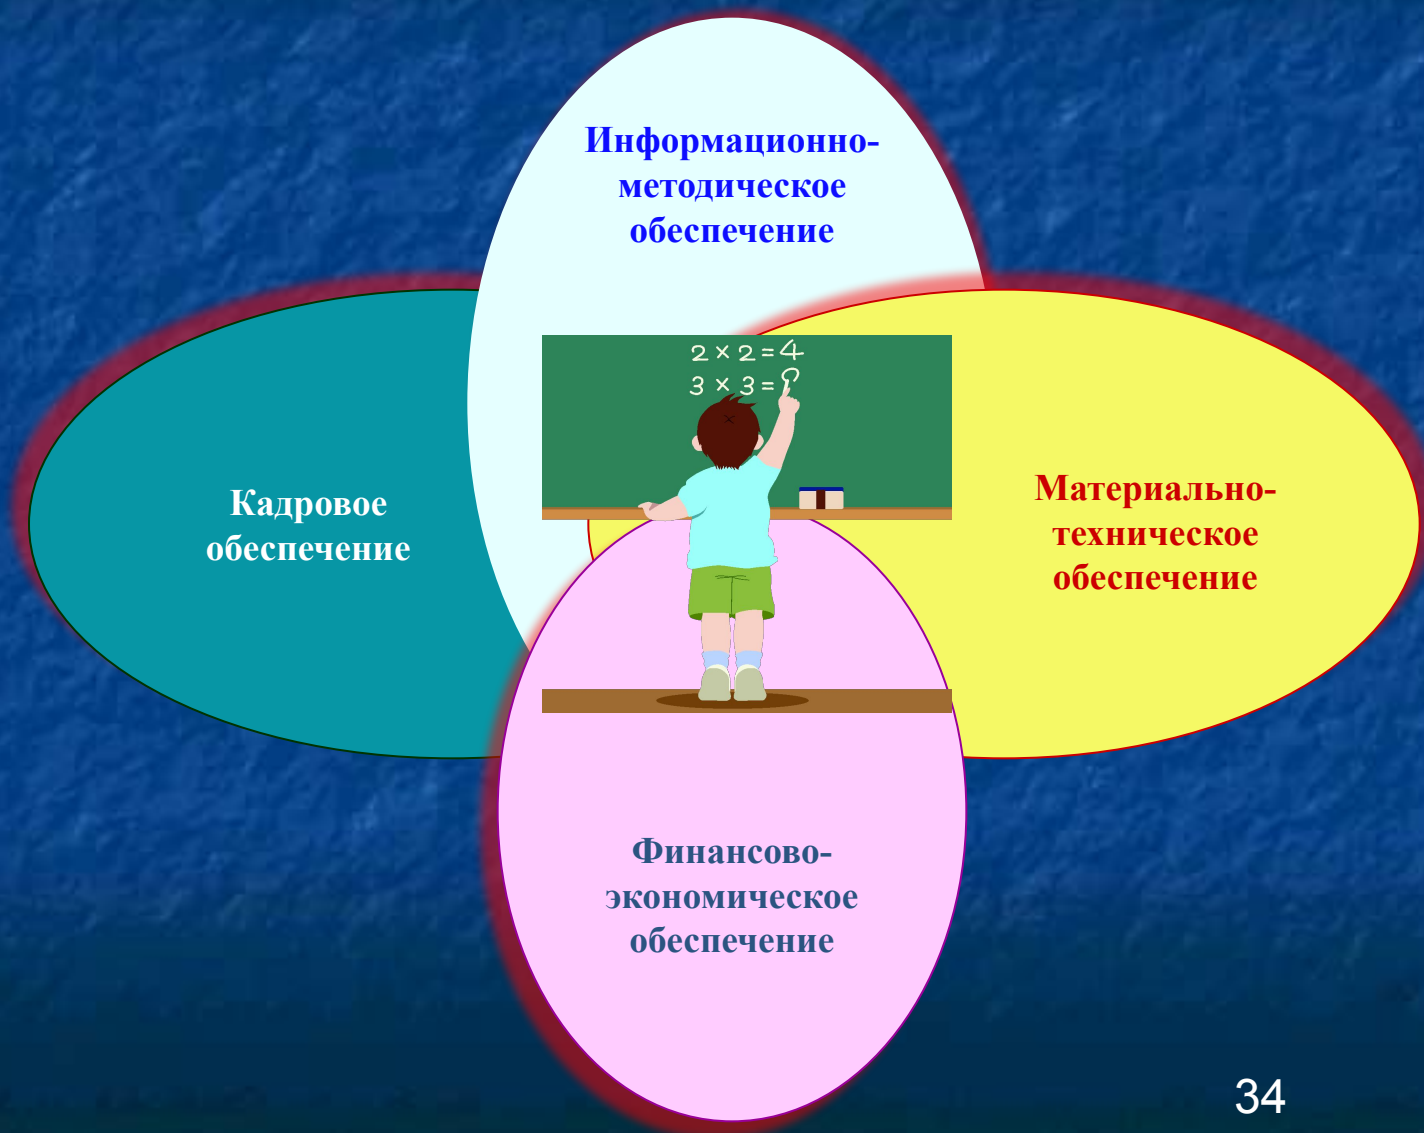 Информационно-
методическое
обеспечение
2 × 2 = 4
3 × 3 = ?
Кадровое
обеспечение
Материально-
техническое
обеспечение
Финансово-
экономическое
обеспечение
34